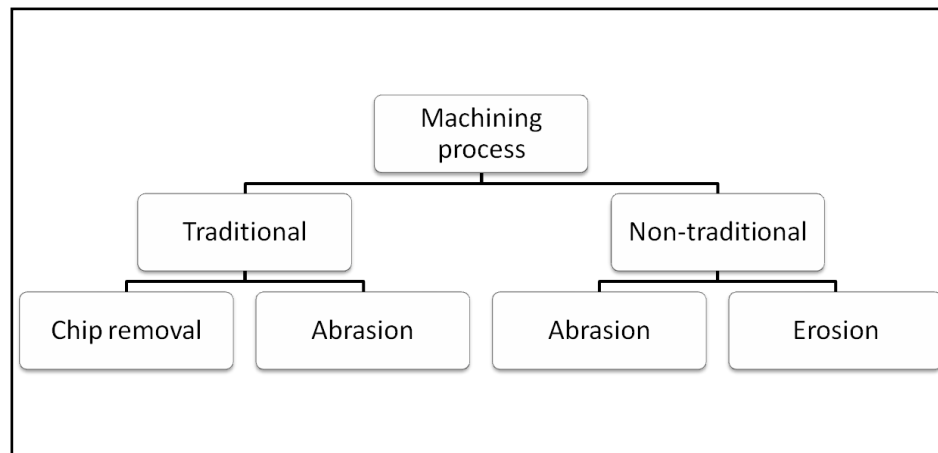 Machining
process
Traditional
Non-traditional
Chip removal
Abrasion
Abrasion
Erosion